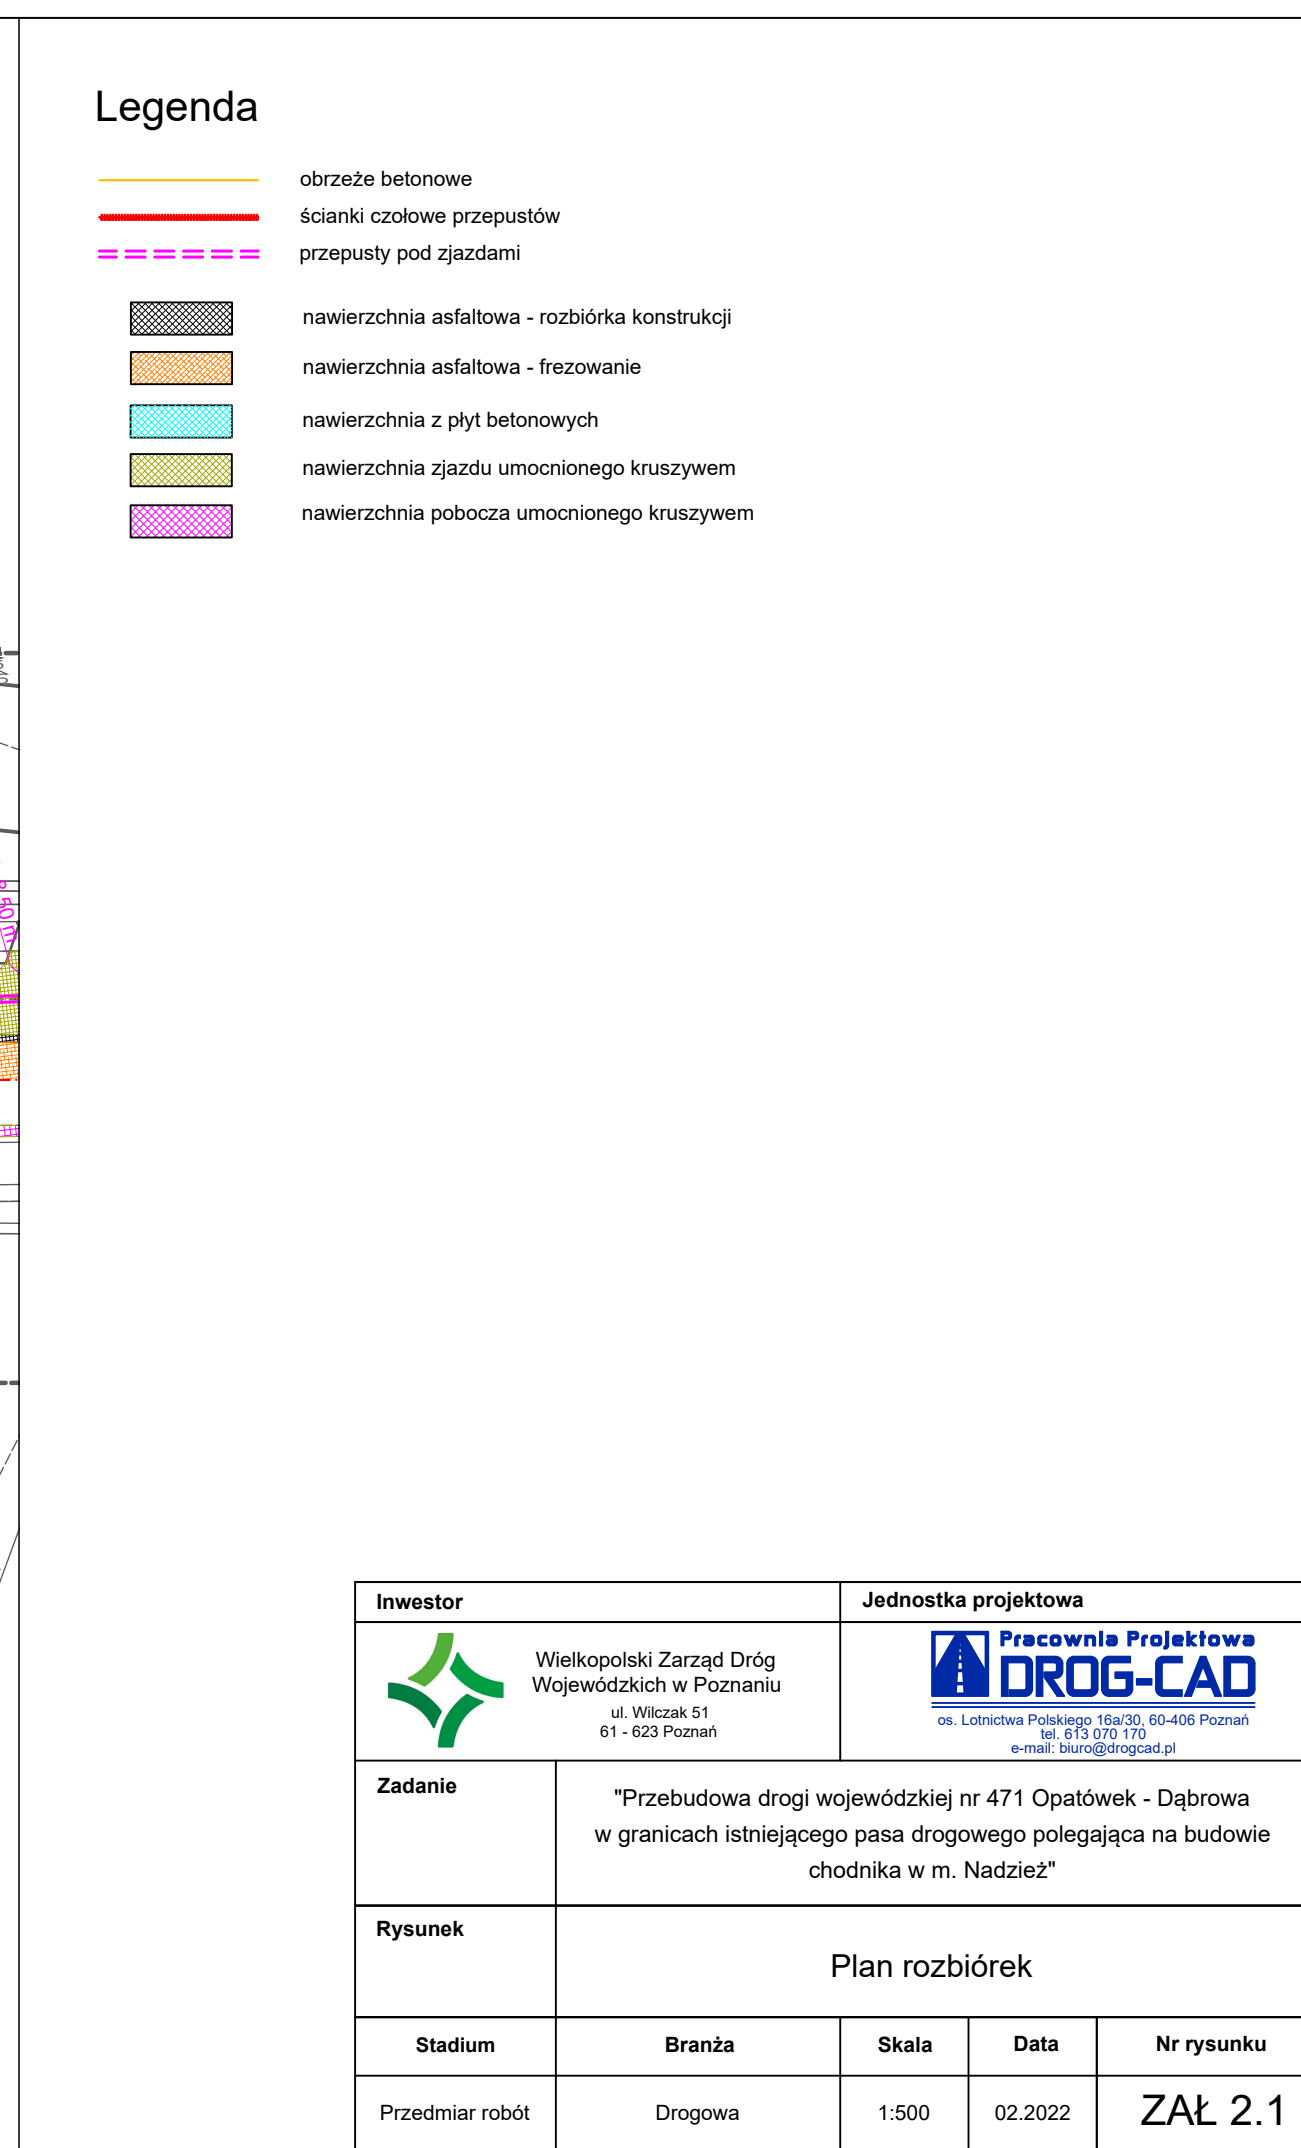 Legenda
obrzeże betonowe
ścianki czołowe przepustów
przepusty pod zjazdami
nawierzchnia asfaltowa - rozbiórka konstrukcji
nawierzchnia asfaltowa - frezowanie
nawierzchnia z płyt betonowych
nawierzchnia zjazdu umocnionego kruszywem
nawierzchnia pobocza umocnionego kruszywem
50 m
Inwestor
Jednostka projektowa
Wielkopolski Zarząd Dróg
Wojewódzkich w Poznaniu
ul. Wilczak 51
61 - 623 Poznań
Pracownia Projektowa
DROG-CAD
os. Lotnictwa Polskiego 16a/30, 60-406 Poznań
tel. 613 070 170
e-mail: biuro@drogcad.pl
Zadanie
"Przebudowa drogi wojewódzkiej nr 471 Opatówek - Dąbrowa
w granicach istniejącego pasa drogowego polegająca na budowie
chodnika w m. Nadzież"
Rysunek
Plan rozbiórek
Stadium Branża Skala Data Nr rysunku
Przedmiar robót Drogowa 1:500 02.2022 ZAŁ 2.1